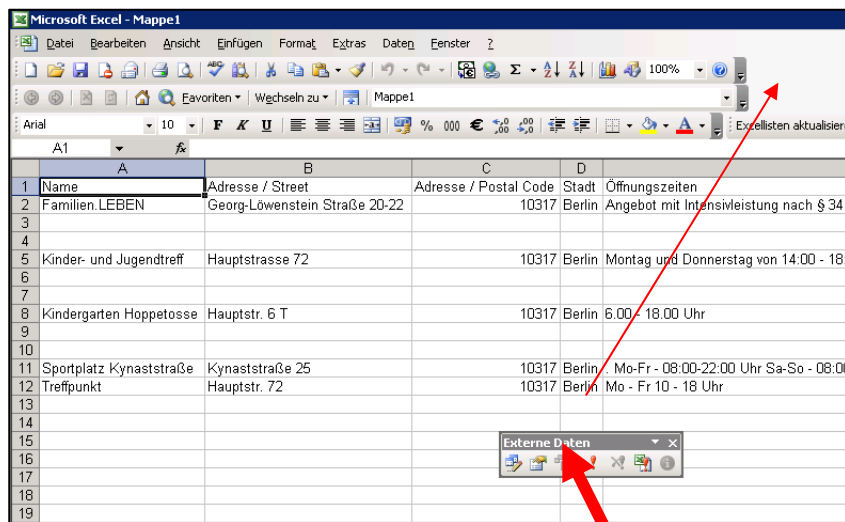 Microsoft Excel - Mappe1
Datei Bearbeiten Ansicht Einfügen Format Extras Daten Fenster ?
100%
Favoriten Wechseln zu Mappe1
Arial 10 F K U % 000 € Excellisten aktualisier
A1 fx
A B C D
1 Name Adresse / Street Adresse / Postal Code Stadt Öffnungszeiten
2 Familien.LEBEN Georg-Löwenstein Straße 20-22 10317 Berlin Angebot mit Intensivleistung nach § 34
3
4
5 Kinder- und Jugendtreff Hauptstrasse 72 10317 Berlin Montag und Donnerstag von 14:00 - 18:
6
7
8 Kindergarten Hoppetosse Hauptstr. 6 T 10317 Berlin 6.00 - 18.00 Uhr
9
10
11 Sportplatz Kynaststraße Kynaststraße 25 10317 Berlin . Mo-Fr - 08:00-22:00 Uhr Sa-So - 08:00
12 Treffpunkt Hauptstr. 72 10317 Berlin Mo - Fr 10 - 18 Uhr
13
14
15
Externe Daten
16
17
18
19